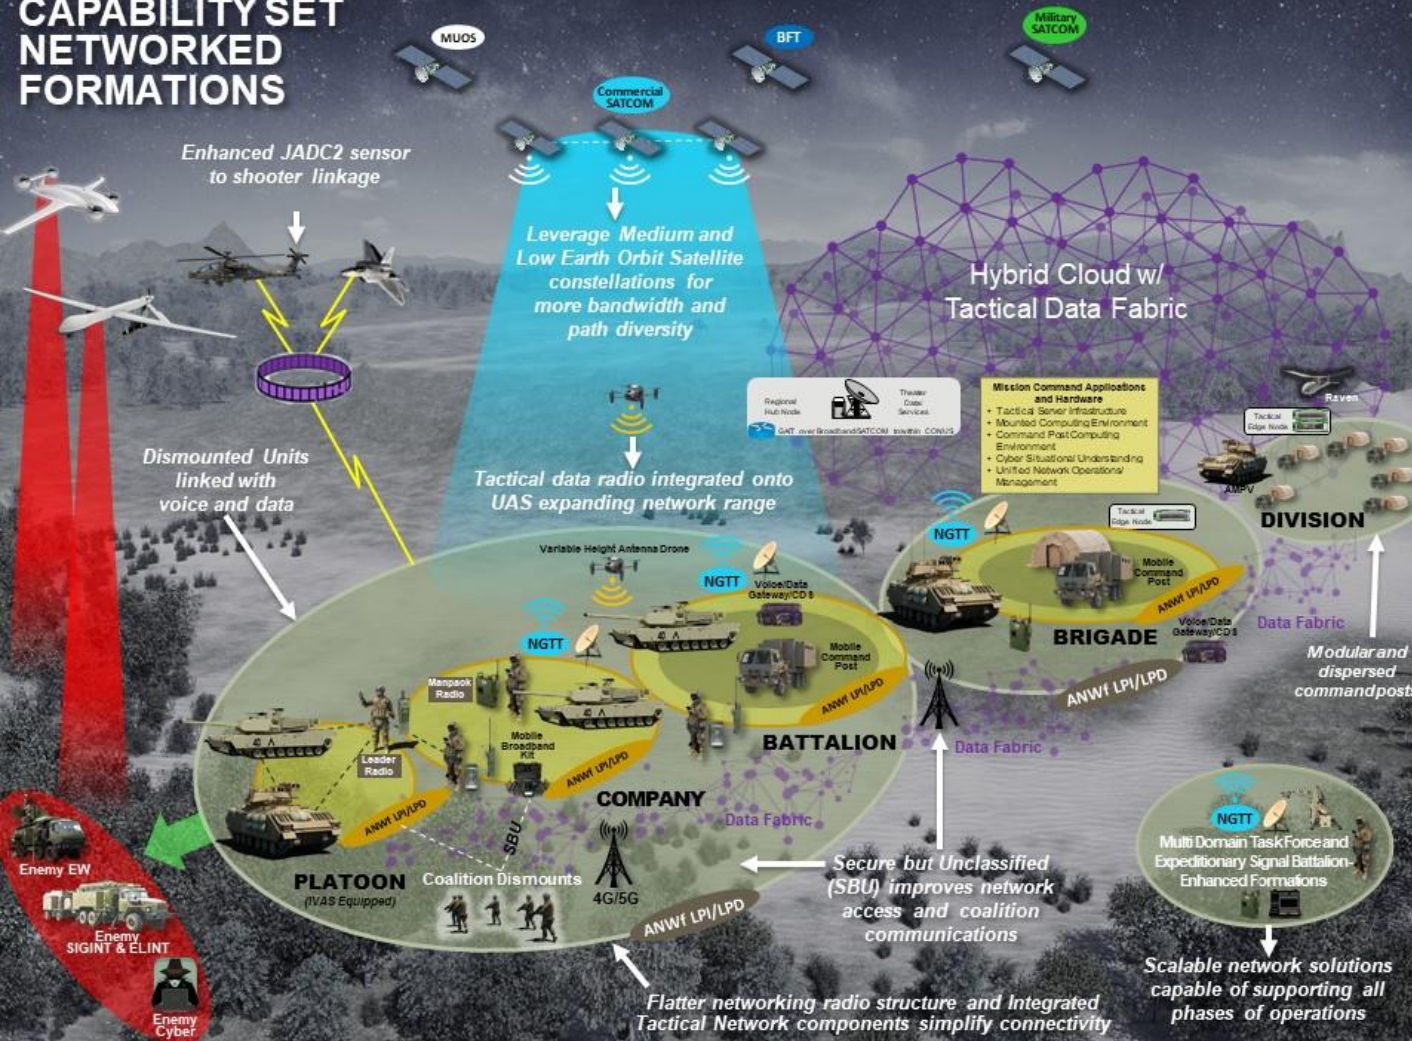 CAPABILITY SET
NETWORKED
FORMATIONS
MUOS
BFT
Military
SATCOM
Commercial
SATCOM
Enhanced JADC2 sensor
to shooter linkage
Leverage Medium and
Low Earth Orbit Satellite
constellations for
more bandwidth and
path diversity
Hybrid Cloud w/
Tactical Data Fabric
Regional
Hub Node
Theater
Data
Services
Mission Command Applications
and Hardware
• Tactical Server Infrastructure
• Mounted Computing Environment
• Command Post Computing
Environment
• Cyber Situational Understanding
• Unified Network Operations/
Management
Raven
Tactical
Edge Node
AMPV
DIVISION
Dismounted Units
linked with
voice and data
Tactical data radio integrated onto
UAS expanding network range
Variable Height Antenna Drone
NGTT
Voice/Data
Gateway/CDS
NGTT
Mobile
Command
Post
ANWf LPI/LPD
BATTALION
NGTT
Tactical
Edge Node
Mobile
Command
Post
ANWf LPI/LPD
BRIGADE
Voice/Data
Gateway/CDS
ANWf LPI/LPD
Data Fabric
Modular and
dispersed
command posts
Manpack
Radio
Mobile
Broadband
Kit
ANWf LPI/LPD
COMPANY
Leader
Radio
ANWf LPI/LPD
PLATOON
(IVAS Equipped)
Data Fabric
Data Fabric
SBU
Coalition Dismounts
4G/5G
ANWf LPI/LPD
Secure but Unclassified
(SBU) improves network
access and coalition
communications
NGTT
Multi Domain Task Force and
Expeditionary Signal Battalion-
Enhanced Formations
Scalable network solutions
capable of supporting all
phases of operations
Enemy EW
Enemy
SIGINT & ELINT
Enemy
Cyber
Flatter networking radio structure and Integrated
Tactical Network components simplify connectivity